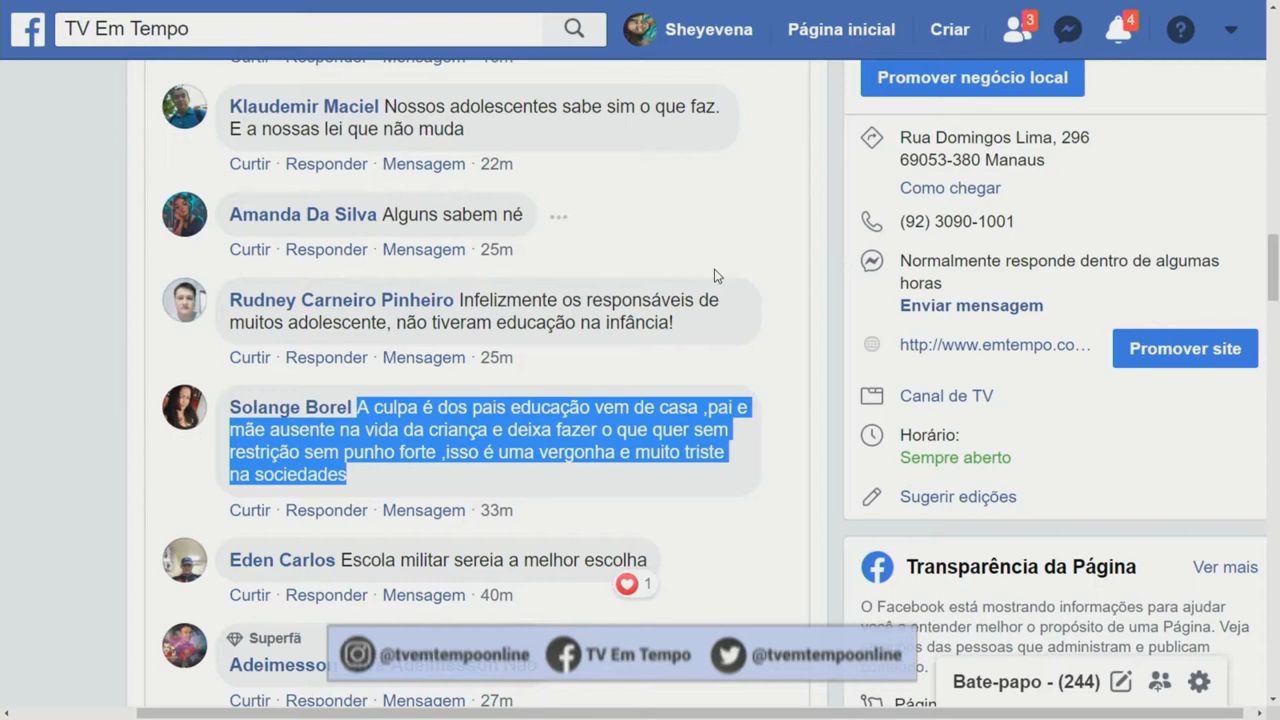 TV Em Tempo
Sheyevena
Página inicial
Criar
3
4
Klaudemir Maciel Nossos adolescentes sabe sim o que faz.
E a nossas lei que não muda
Curtir · Responder · Mensagem · 22m
Amanda Da Silva Alguns sabem né
Curtir · Responder · Mensagem · 25m
Rudney Carneiro Pinheiro Infelizmente os responsáveis de
muitos adolescente, não tiveram educação na infância!
Curtir · Responder · Mensagem · 25m
Solange Borel A culpa é dos pais educação vem de casa ,pai e
mãe ausente na vida da criança e deixa fazer o que quer sem
restrição sem punho forte ,isso é uma vergonha e muito triste
na sociedades
Curtir · Responder · Mensagem · 33m
Eden Carlos Escola militar sereia a melhor escolha
1
Curtir · Responder · Mensagem · 40m
Superfã
Adeimesson
Curtir · Responder · Mensagem · 27m
@tvemtempoonline
TV Em Tempo
@tvemtempoonline
Promover negócio local
Rua Domingos Lima, 296
69053-380 Manaus
Como chegar
(92) 3090-1001
Normalmente responde dentro de algumas
horas
Enviar mensagem
http://www.emtempo.co…
Promover site
Canal de TV
Horário:
Sempre aberto
Sugerir edições
Transparência da Página
Ver mais
O Facebook está mostrando informações para ajudar
você a entender melhor o propósito de uma Página. Veja
das pessoas que administram e publicam
Bate-papo - (244)